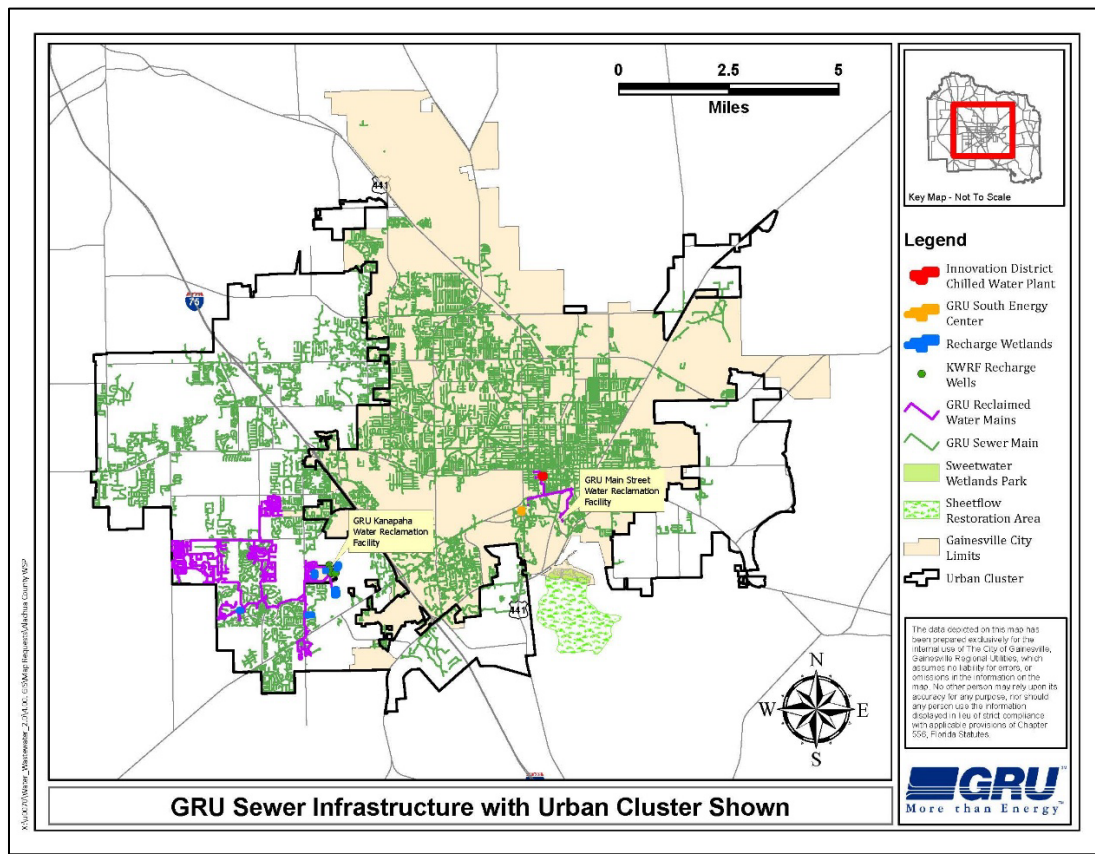 0 2.5 5
Miles
441
75
GRU Main Street
Water Reclamation
Facility
GRU Kanapaha
Water Reclamation
Facility
441
N
W E
S
GRU Sewer Infrastructure with Urban Cluster Shown
Key Map - Not To Scale
Legend
Innovation District
Chilled Water Plant
GRU South Energy
Center
Recharge Wetlands
KWRF Recharge
Wells
GRU Reclaimed
Water Mains
GRU Sewer Main
Sweetwater
Wetlands Park
Sheetflow
Restoration Area
Gainesville City
Limits
Urban Cluster
The data depicted on this map has
been prepared exclusively for the
internal use of The City of Gainesville,
Gainesville Regional Utilities, which
assumes no liability for errors, or
omissions in the information on the
map. No other person may rely upon its
accuracy for any purpose, nor should
any person use the information
displayed in lieu of strict compliance
with applicable provisions of Chapter
556, Florida Statutes.
GRU
More than Energy